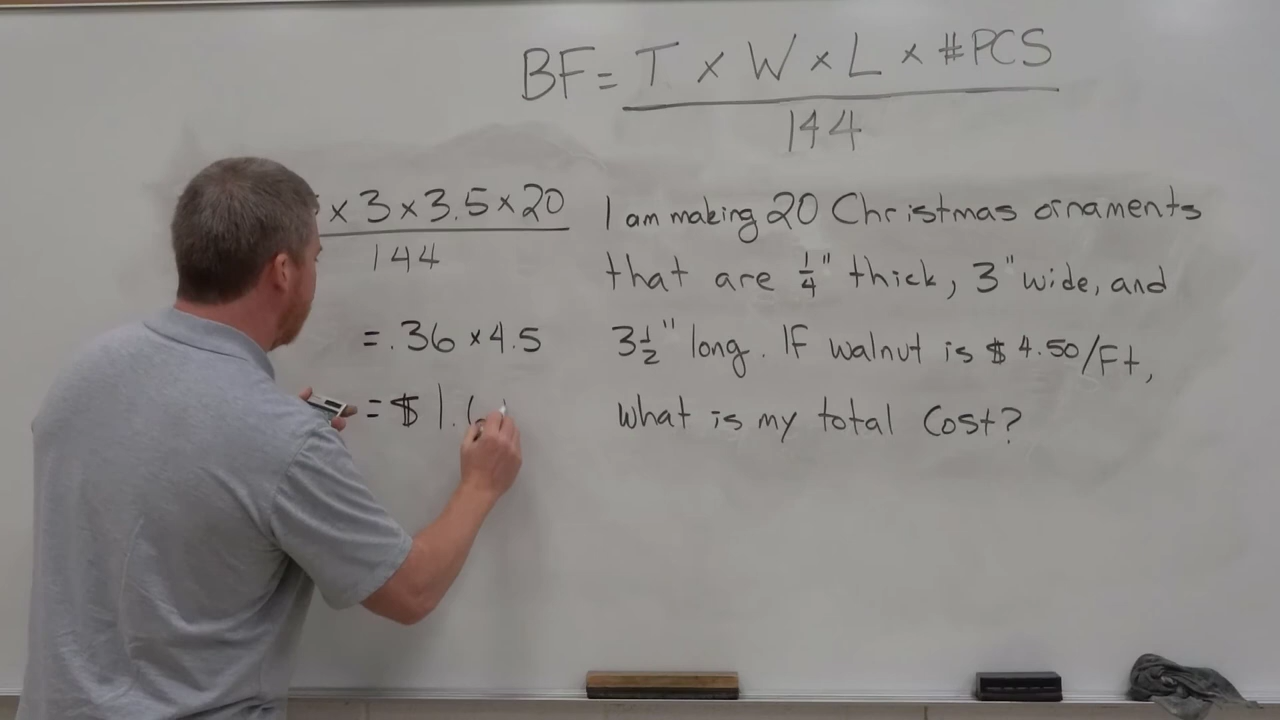 BF = T × W × L × #PCS
144
× 3 × 3.5 × 20
144
= .36 × 4.5
= $1.6
I am making 20 Christmas ornaments
that are 1/4" thick, 3" wide, and
3 1/2" long. If walnut is $4.50/Ft,
what is my total Cost?